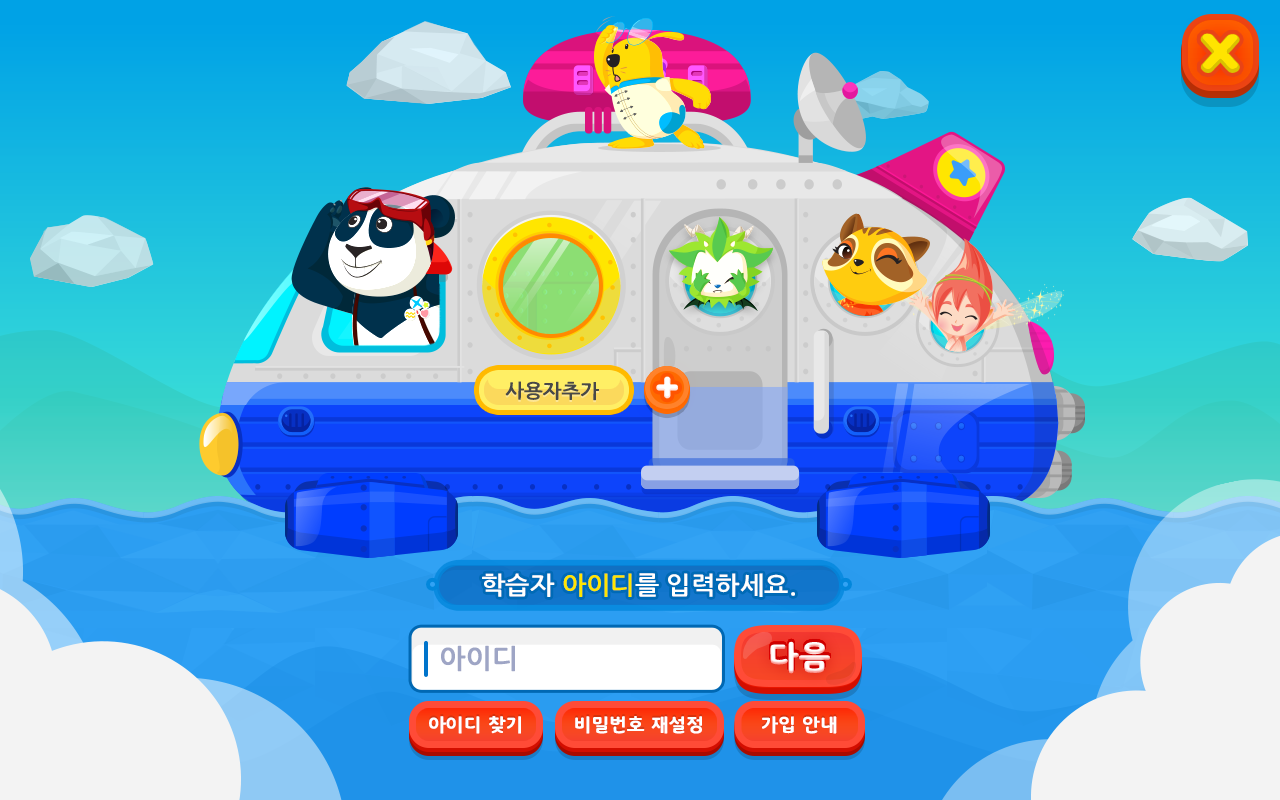 사용자추가
학습자 아이디를 입력하세요.
아이디
다음
아이디 찾기
비밀번호 재설정
가입 안내